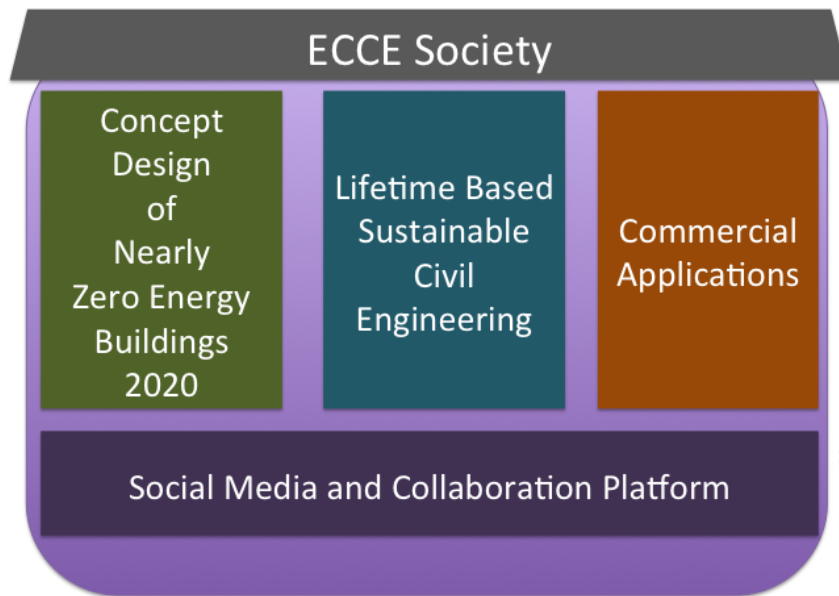 ECCE Society
Concept
Design
of
Nearly
Zero Energy
Buildings
2020
Lifetime Based
Sustainable
Civil
Engineering
Commercial
Applications
Social Media and Collaboration Platform